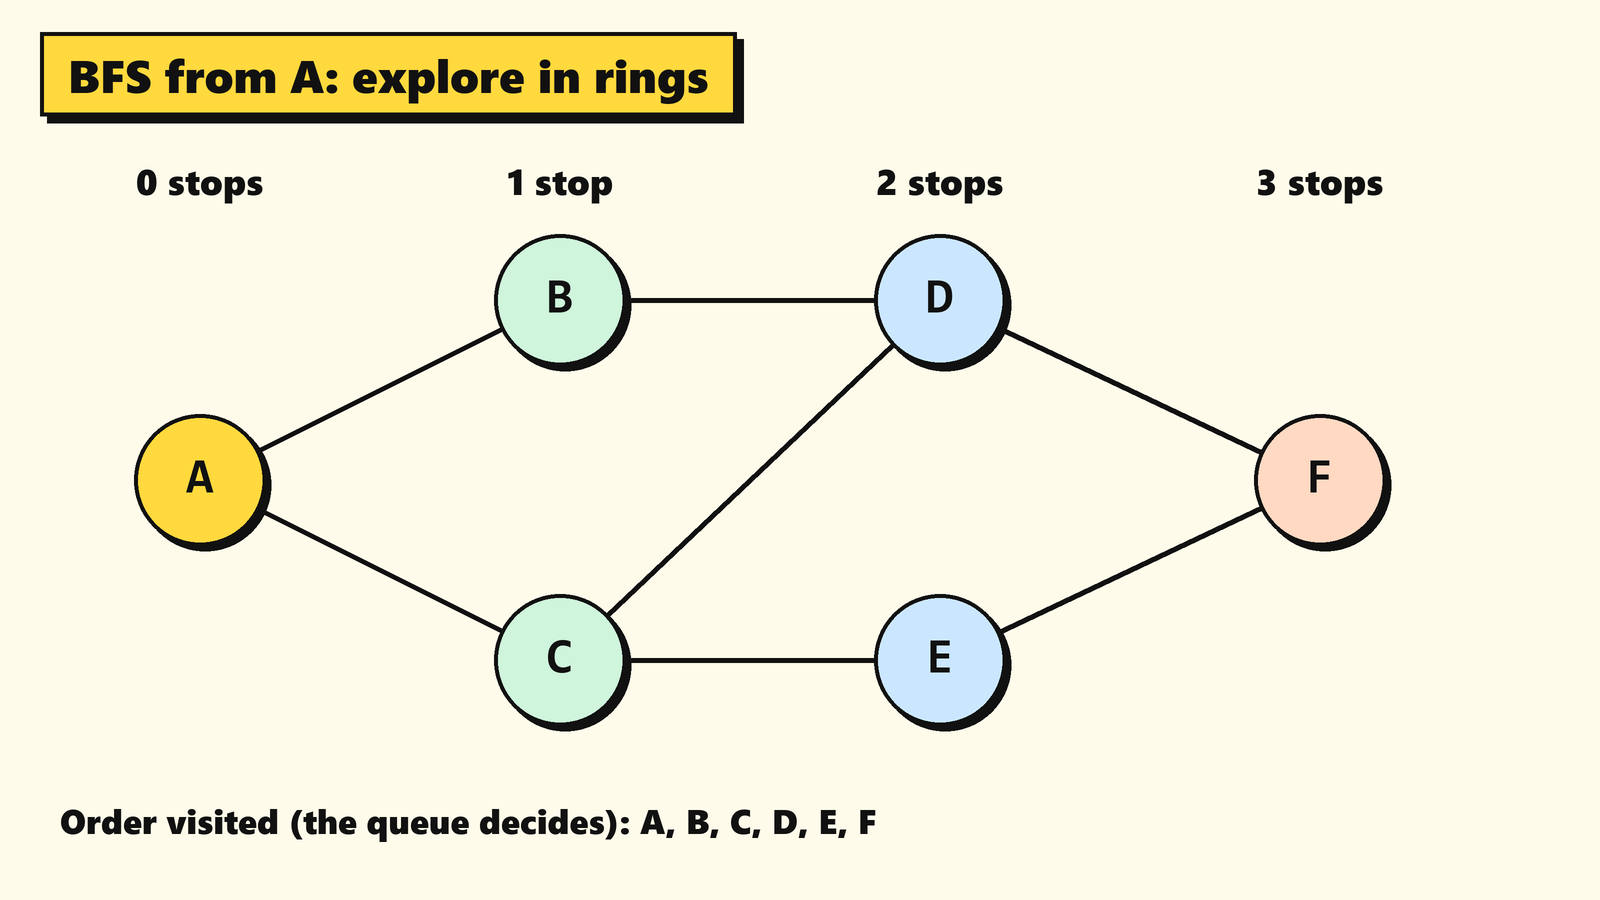 BFS from A: explore in rings
0 stops 1 stop 2 stops 3 stops
B D
A F
C E
Order visited (the queue decides): A, B, C, D, E, F